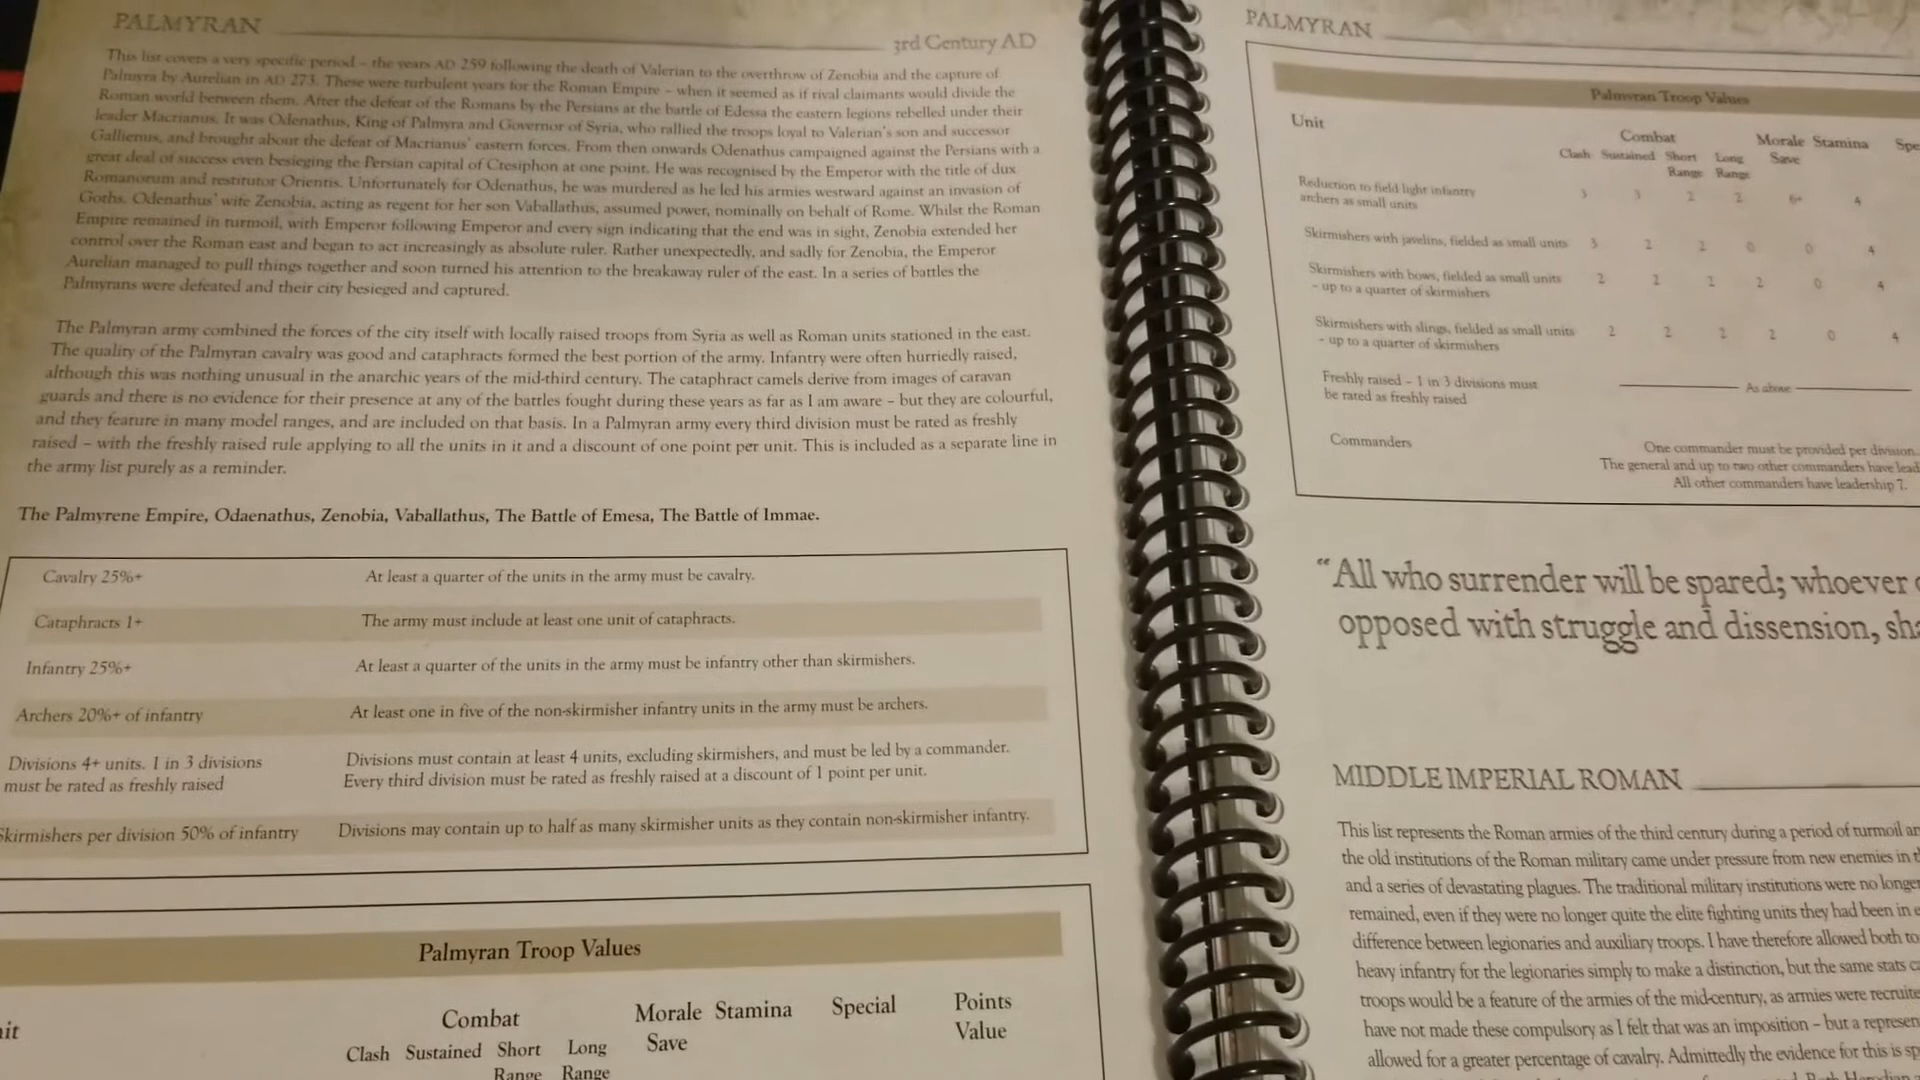 PALMYRAN
3rd Century AD
This list covers a very specific period – the years AD 259 following the death of Valerian to the overthrow of Zenobia and the capture of
Palmyra by Aurelian in AD 273. These were turbulent years for the Roman Empire – when it seemed as if rival claimants would divide the
Roman world between them. After the defeat of the Romans by the Persians at the battle of Edessa the eastern legions rebelled under their
leader Macrianus. It was Odenathus, King of Palmyra and Governor of Syria, who rallied the troops loyal to Valerian's son and successor
Gallienus, and brought about the defeat of Macrianus' eastern forces. From then onwards Odenathus campaigned against the Persians with a
great deal of success even besieging the Persian capital of Ctesiphon at one point. He was recognised by the Emperor with the title of dux
Romanorum and restitutor Orientis. Unfortunately for Odenathus, he was murdered as he led his armies westward against an invasion of
Goths. Odenathus' wife Zenobia, acting as regent for her son Vaballathus, assumed power, nominally on behalf of Rome. Whilst the Roman
Empire remained in turmoil, with Emperor following Emperor and every sign indicating that the end was in sight, Zenobia extended her
control over the Roman east and began to act increasingly as absolute ruler. Rather unexpectedly, and sadly for Zenobia, the Emperor
Aurelian managed to pull things together and soon turned his attention to the breakaway ruler of the east. In a series of battles the
Palmyrans were defeated and their city besieged and captured.
The Palmyran army combined the forces of the city itself with locally raised troops from Syria as well as Roman units stationed in the east.
The quality of the Palmyran cavalry was good and cataphracts formed the best portion of the army. Infantry were often hurriedly raised,
although this was nothing unusual in the anarchic years of the mid-third century. The cataphract camels derive from images of caravan
guards and there is no evidence for their presence at any of the battles fought during these years as far as I am aware – but they are colourful,
and they feature in many model ranges, and are included on that basis. In a Palmyran army every third division must be rated as freshly
raised – with the freshly raised rule applying to all the units in it and a discount of one point per unit. This is included as a separate line in
the army list purely as a reminder.
The Palmyrene Empire, Odaenathus, Zenobia, Vaballathus, The Battle of Emesa, The Battle of Immae.
Cavalry 25%+ At least a quarter of the units in the army must be cavalry.
Cataphracts 1+ The army must include at least one unit of cataphracts.
Infantry 25%+ At least a quarter of the units in the army must be infantry other than skirmishers.
Archers 20%+ of infantry At least one in five of the non-skirmisher infantry units in the army must be archers.
Divisions 4+ units. 1 in 3 divisions Divisions must contain at least 4 units, excluding skirmishers, and must be led by a commander.
must be rated as freshly raised Every third division must be rated as freshly raised at a discount of 1 point per unit.
Skirmishers per division 50% of infantry Divisions may contain up to half as many skirmisher units as they contain non-skirmisher infantry.
Palmyran Troop Values
Combat Morale Stamina Special Points
Save Value
Clash Sustained Short Long
Range Range
PALMYRAN
Palmyran Troop Values
Unit Combat Morale Stamina
Clash Sustained Short Long Save
Range Range
Reduction to field light infantry 3 3 2 2 6+ 4
archers as small units
Skirmishers with javelins, fielded as small units 3 2 2 0 0 4
Skirmishers with bows, fielded as small units 2 2 2 2 0 4
– up to a quarter of skirmishers
Skirmishers with slings, fielded as small units 2 2 2 2 0 4
– up to a quarter of skirmishers
Freshly raised – 1 in 3 divisions must As above
be rated as freshly raised
Commanders One commander must be provided per division.
The general and up to two other commanders have
All other commanders have leadership 7.
"All who surrender will be spared; whoever
opposed with struggle and dissension,
MIDDLE IMPERIAL ROMAN
This list represents the Roman armies of the third century during a period of turmoil
the old institutions of the Roman military came under pressure from new enemies in
and a series of devastating plagues. The traditional military institutions were no longer
remained, even if they were no longer quite the elite fighting units they had been in
difference between legionaries and auxiliary troops. I have therefore allowed both to
heavy infantry for the legionaries simply to make a distinction, but the same stats
troops would be a feature of the armies of the mid-century, as armies were
have not made these compulsory as I felt that was an imposition – but a
allowed for a greater percentage of cavalry. Admittedly the evidence for this is